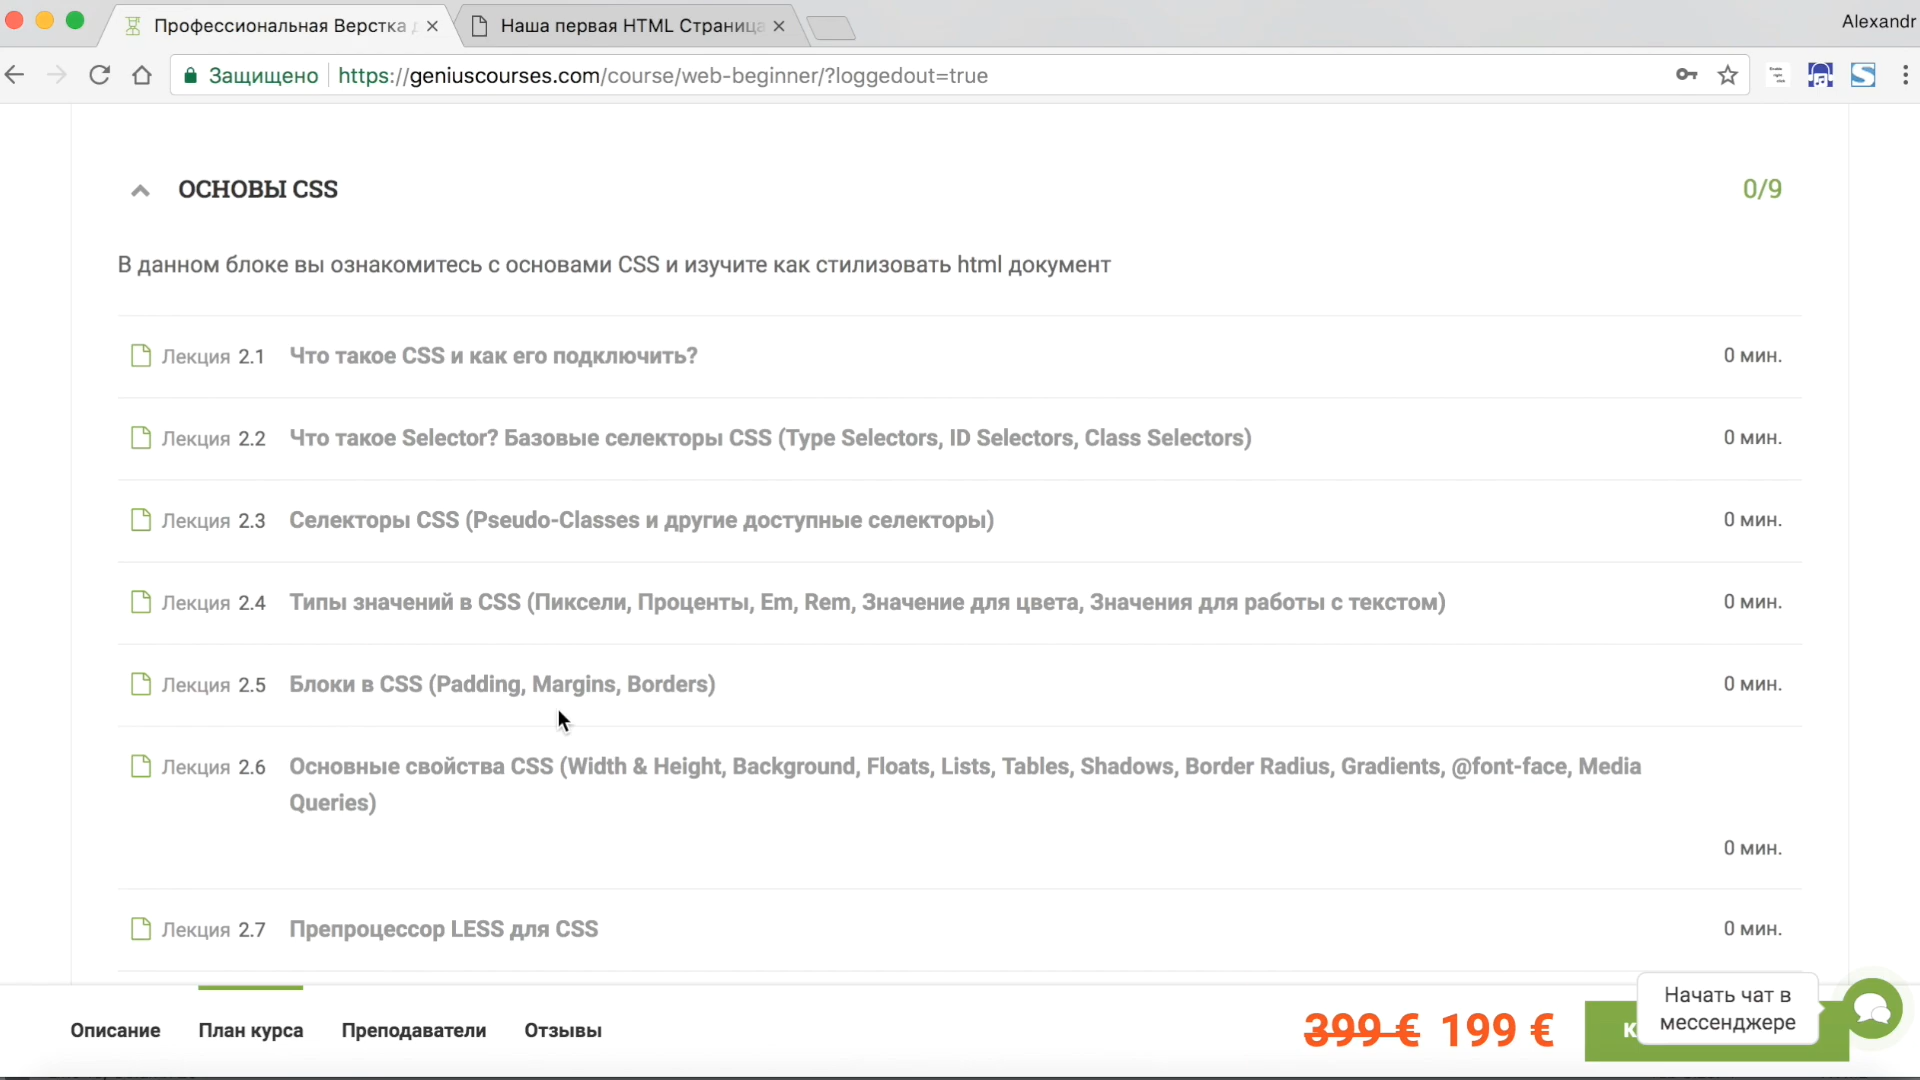 Профессиональная Верстка
Наша первая HTML Страница
Alexandr
Защищено
https://geniuscourses.com/course/web-beginner/?loggedout=true
ОСНОВЫ CSS
0/9
В данном блоке вы ознакомитесь с основами CSS и изучите как стилизовать html документ
Лекция 2.1 Что такое CSS и как его подключить? 0 мин.
Лекция 2.2 Что такое Selector? Базовые селекторы CSS (Type Selectors, ID Selectors, Class Selectors) 0 мин.
Лекция 2.3 Селекторы CSS (Pseudo-Classes и другие доступные селекторы) 0 мин.
Лекция 2.4 Типы значений в CSS (Пиксели, Проценты, Em, Rem, Значение для цвета, Значения для работы с текстом) 0 мин.
Лекция 2.5 Блоки в CSS (Padding, Margins, Borders) 0 мин.
Лекция 2.6 Основные свойства CSS (Width & Height, Background, Floats, Lists, Tables, Shadows, Border Radius, Gradients, @font-face, Media
Queries)
0 мин.
Лекция 2.7 Препроцессор LESS для CSS 0 мин.
Начать чат в
мессенджере
Описание План курса Преподаватели Отзывы 399 € 199 €